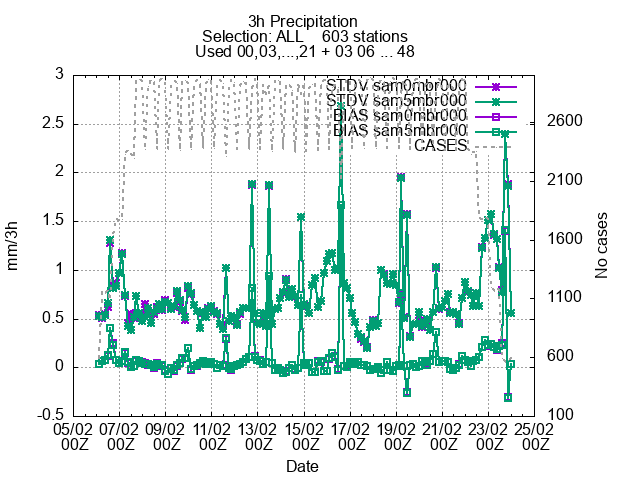 3h Precipitation
Selection: ALL 603 stations
Used 00,03,...,21 + 03 06 ... 48
STDV sam0mbr000
STDV sam5mbr000
BIAS sam0mbr000
BIAS sam5mbr000
CASES
mm/3h
3
2.5
2
1.5
1
0.5
0
-0.5
No cases
2600
2100
1600
1100
600
100
05/02 07/02 09/02 11/02 13/02 15/02 17/02 19/02 21/02 23/02 25/02
00Z 00Z 00Z 00Z 00Z 00Z 00Z 00Z 00Z 00Z 00Z
Date